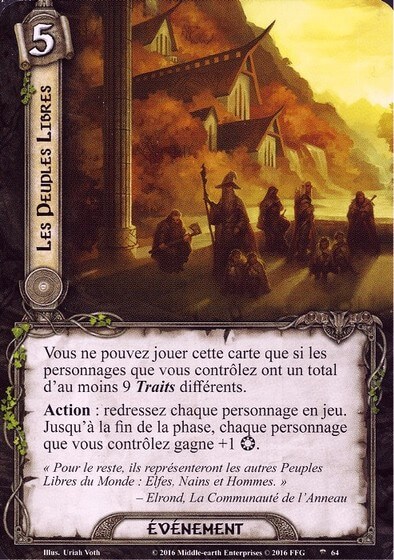 5
LES PEUPLES LIBRES
Vous ne pouvez jouer cette carte que si les
personnages que vous contrôlez ont un total
d'au moins 9 Traits différents.
Action : redressez chaque personnage en jeu.
Jusqu'à la fin de la phase, chaque personnage
que vous contrôlez gagne +1
« Pour le reste, ils représenteront les autres Peuples
Libres du Monde : Elfes, Nains et Hommes. »
– Elrond, La Communauté de l'Anneau
ÉVÉNEMENT
Illus. Uriah Voth © 2016 Middle-earth Enterprises © 2016 FFG 64